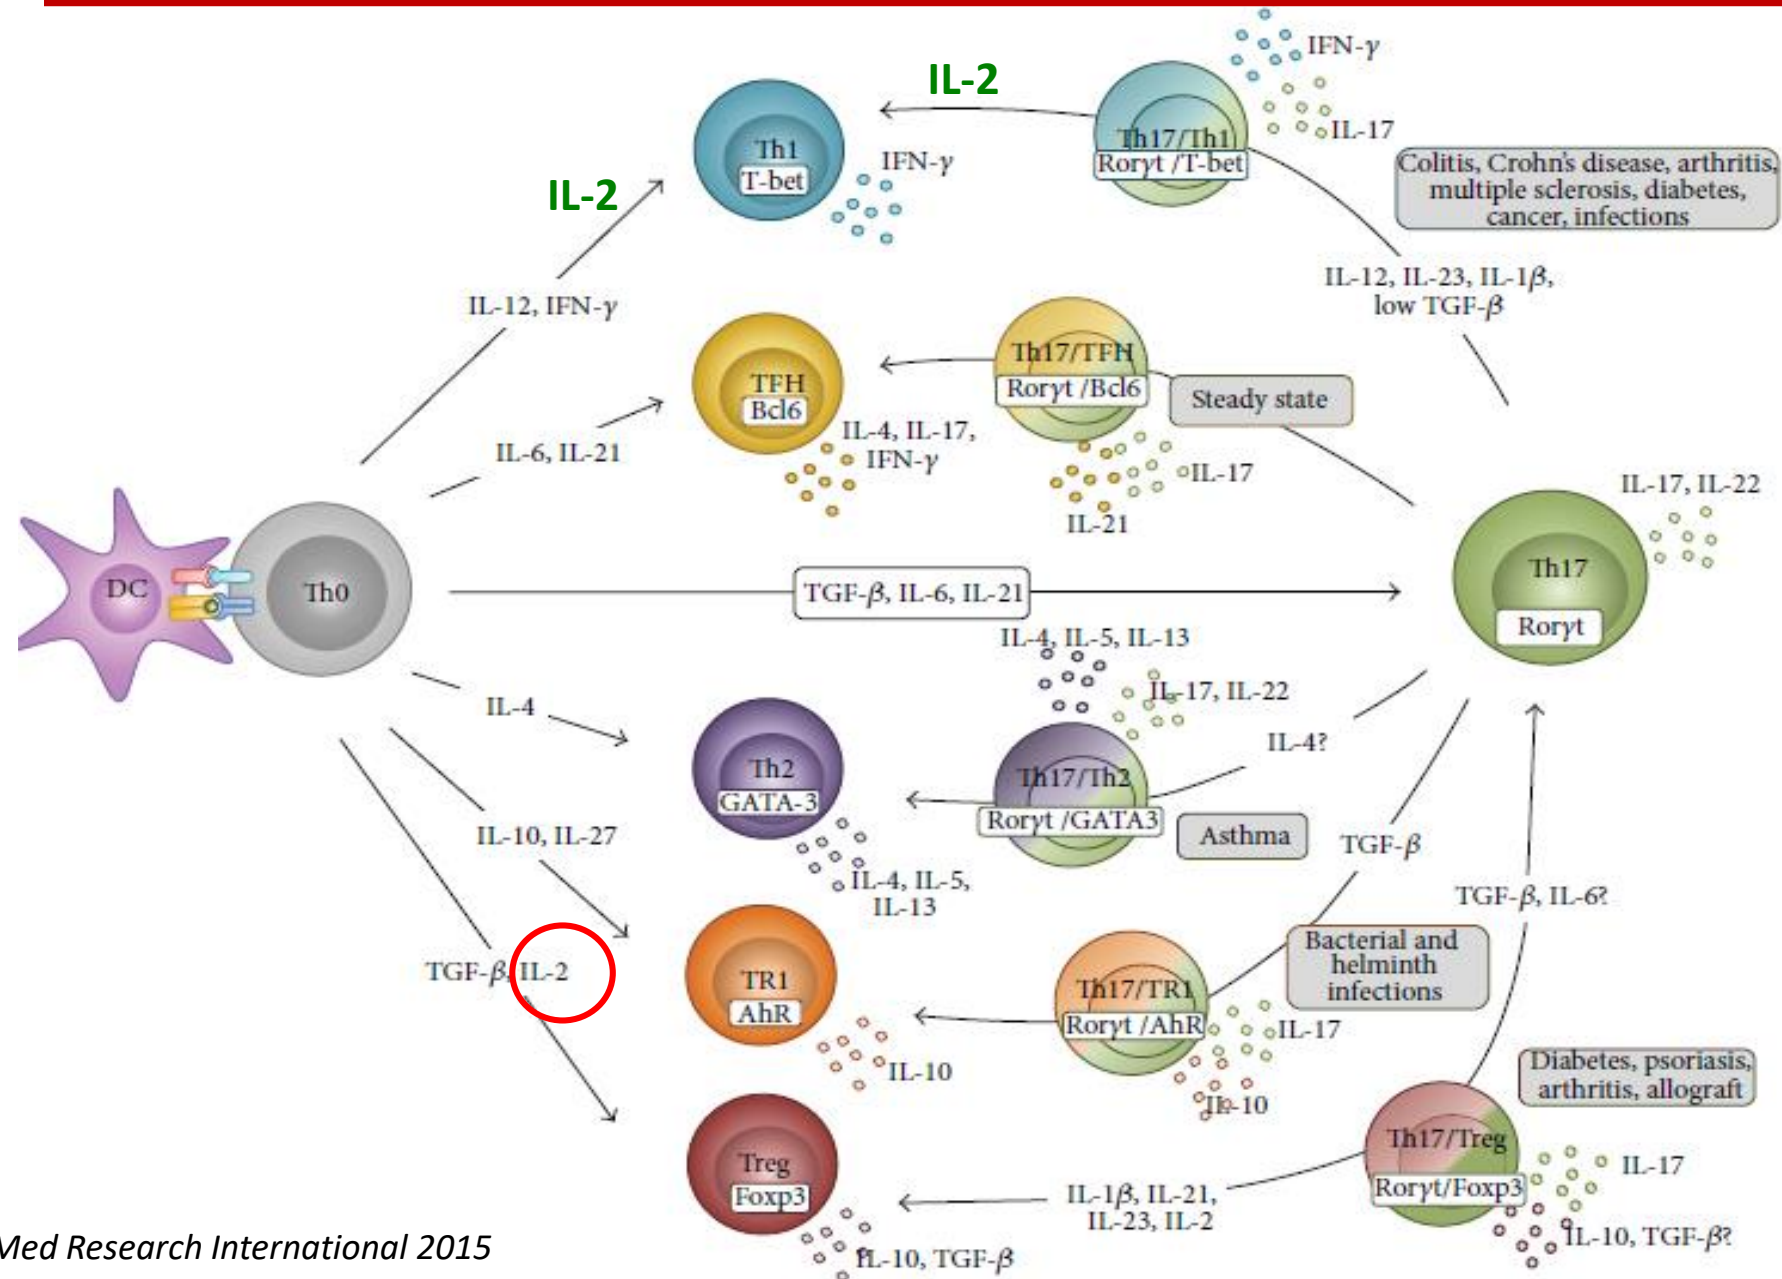 IFN-γ
IL-2
IL-17
Th17/Th1
Rorγt /T-bet
Th1
T-bet
IFN-γ
Colitis, Crohn's disease, arthritis,
multiple sclerosis, diabetes,
cancer, infections
IL-2
IL-12, IL-23, IL-1β,
low TGF-β
IL-12, IFN-γ
Th17/TFH
Rorγt /Bcl6
Steady state
TFH
Bcl6
IL-4, IL-17,
IFN-γ
IL-6, IL-21
IL-17
IL-21
IL-17, IL-22
DC
Th0
TGF-β, IL-6, IL-21
Th17
Rorγt
IL-4, IL-5, IL-13
IL-17, IL-22
IL-4
IL-4?
Th2
GATA-3
Th17/Th2
Rorγt /GATA3
Asthma
TGF-β
IL-10, IL-27
IL-4, IL-5,
IL-13
TGF-β, IL-6?
Bacterial and
helminth
infections
TGF-β, IL-2
TR1
AhR
Th17/TR1
Rorγt /AhR
IL-17
IL-10
IL-10
Diabetes, psoriasis,
arthritis, allograft
Treg
Foxp3
Th17/Treg
Rorγt/Foxp3
IL-17
IL-1β, IL-21,
IL-23, IL-2
IL-10, TGF-β?
IL-10, TGF-β
Med Research International 2015